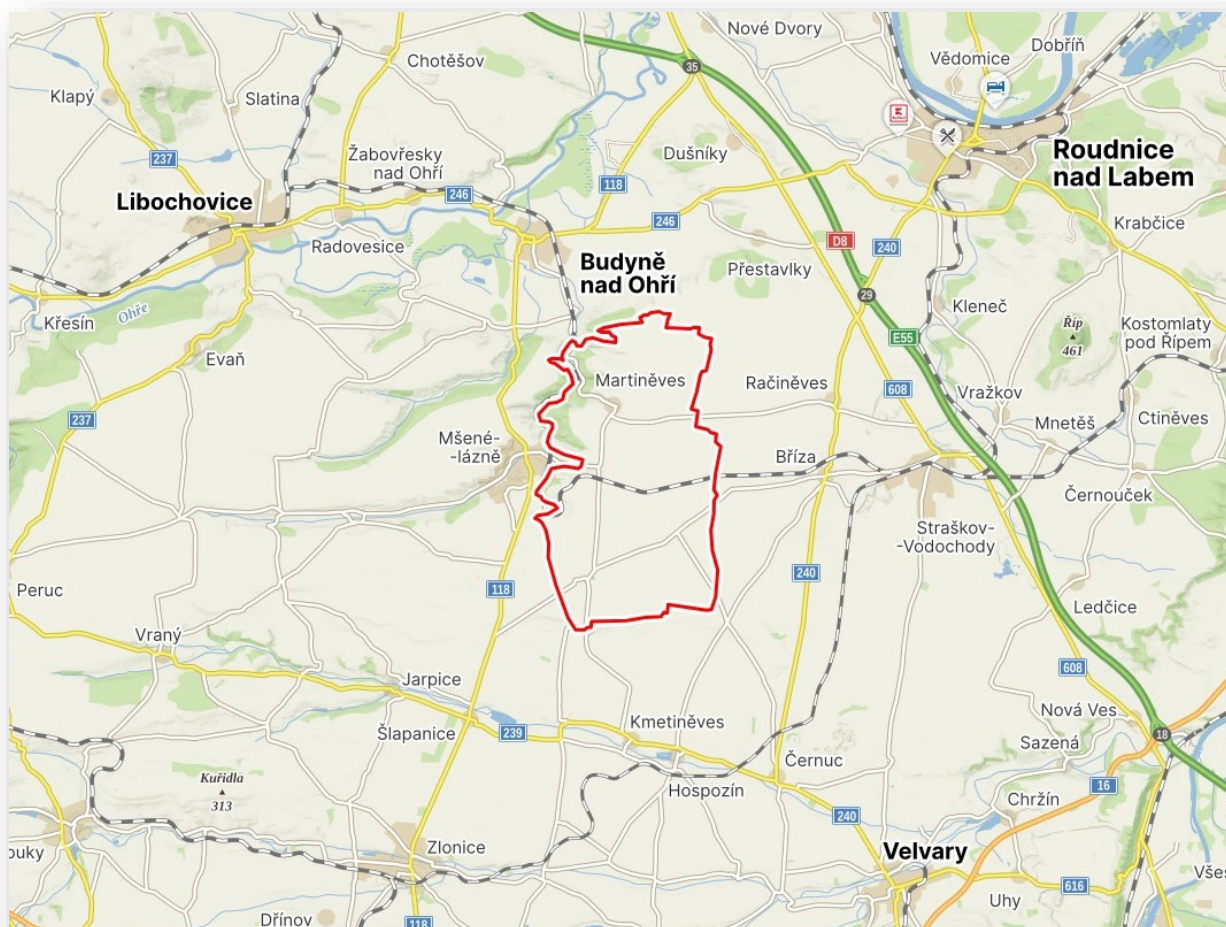 Nové Dvory
Dobříň
Vědomice
Chotěšov
35
Klapý
Slatina
237
Žabovřesky
nad Ohří
Dušníky
118
Roudnice
nad Labem
Libochovice
246
Radovesice
246
D8
240
Krabčice
Budyně
nad Ohří
Přestavlky
29
Kleneč
Ohře
Křesín
E55
Říp
461
Kostomlaty
pod Řípem
Evaň
Martiněves
Račiněves
608
Vražkov
Mnetěš
Ctiněves
237
Mšené-
-lázně
Bříza
Černouček
Straškov-
-Vodochody
Peruc
118
240
Ledčice
Vraný
608
Jarpice
Nová Ves
Šlapanice
239
Kmetiněves
18
Sazená
Kuřidla
313
Černuc
16
Hospozín
Chržín
240
Zlonice
ouky
Velvary
616
Uhy
Všes
Dřínov
118